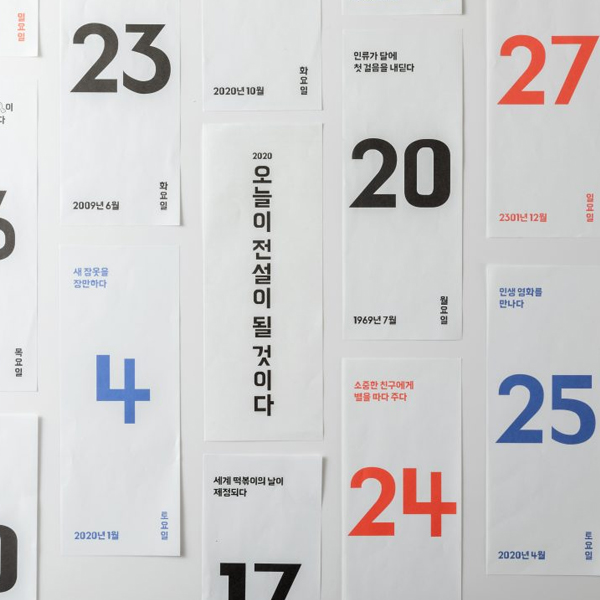 일요일
이
다
6
목요일
23
2009년 6월
화요일
새 잠옷을
장만하다
4
2020년 1월
토요일
2020년 10월
화요일
2020
오늘이 전설이 될 것이다
세계 떡볶이의 날이
제정되다
17
인류가 달에
첫 걸음을 내딛다
20
1969년 7월
월요일
소중한 친구에게
별을 따다 주다
24
27
2301년 12월
일요일
인생 영화를
만나다
25
2020년 4월
토요일